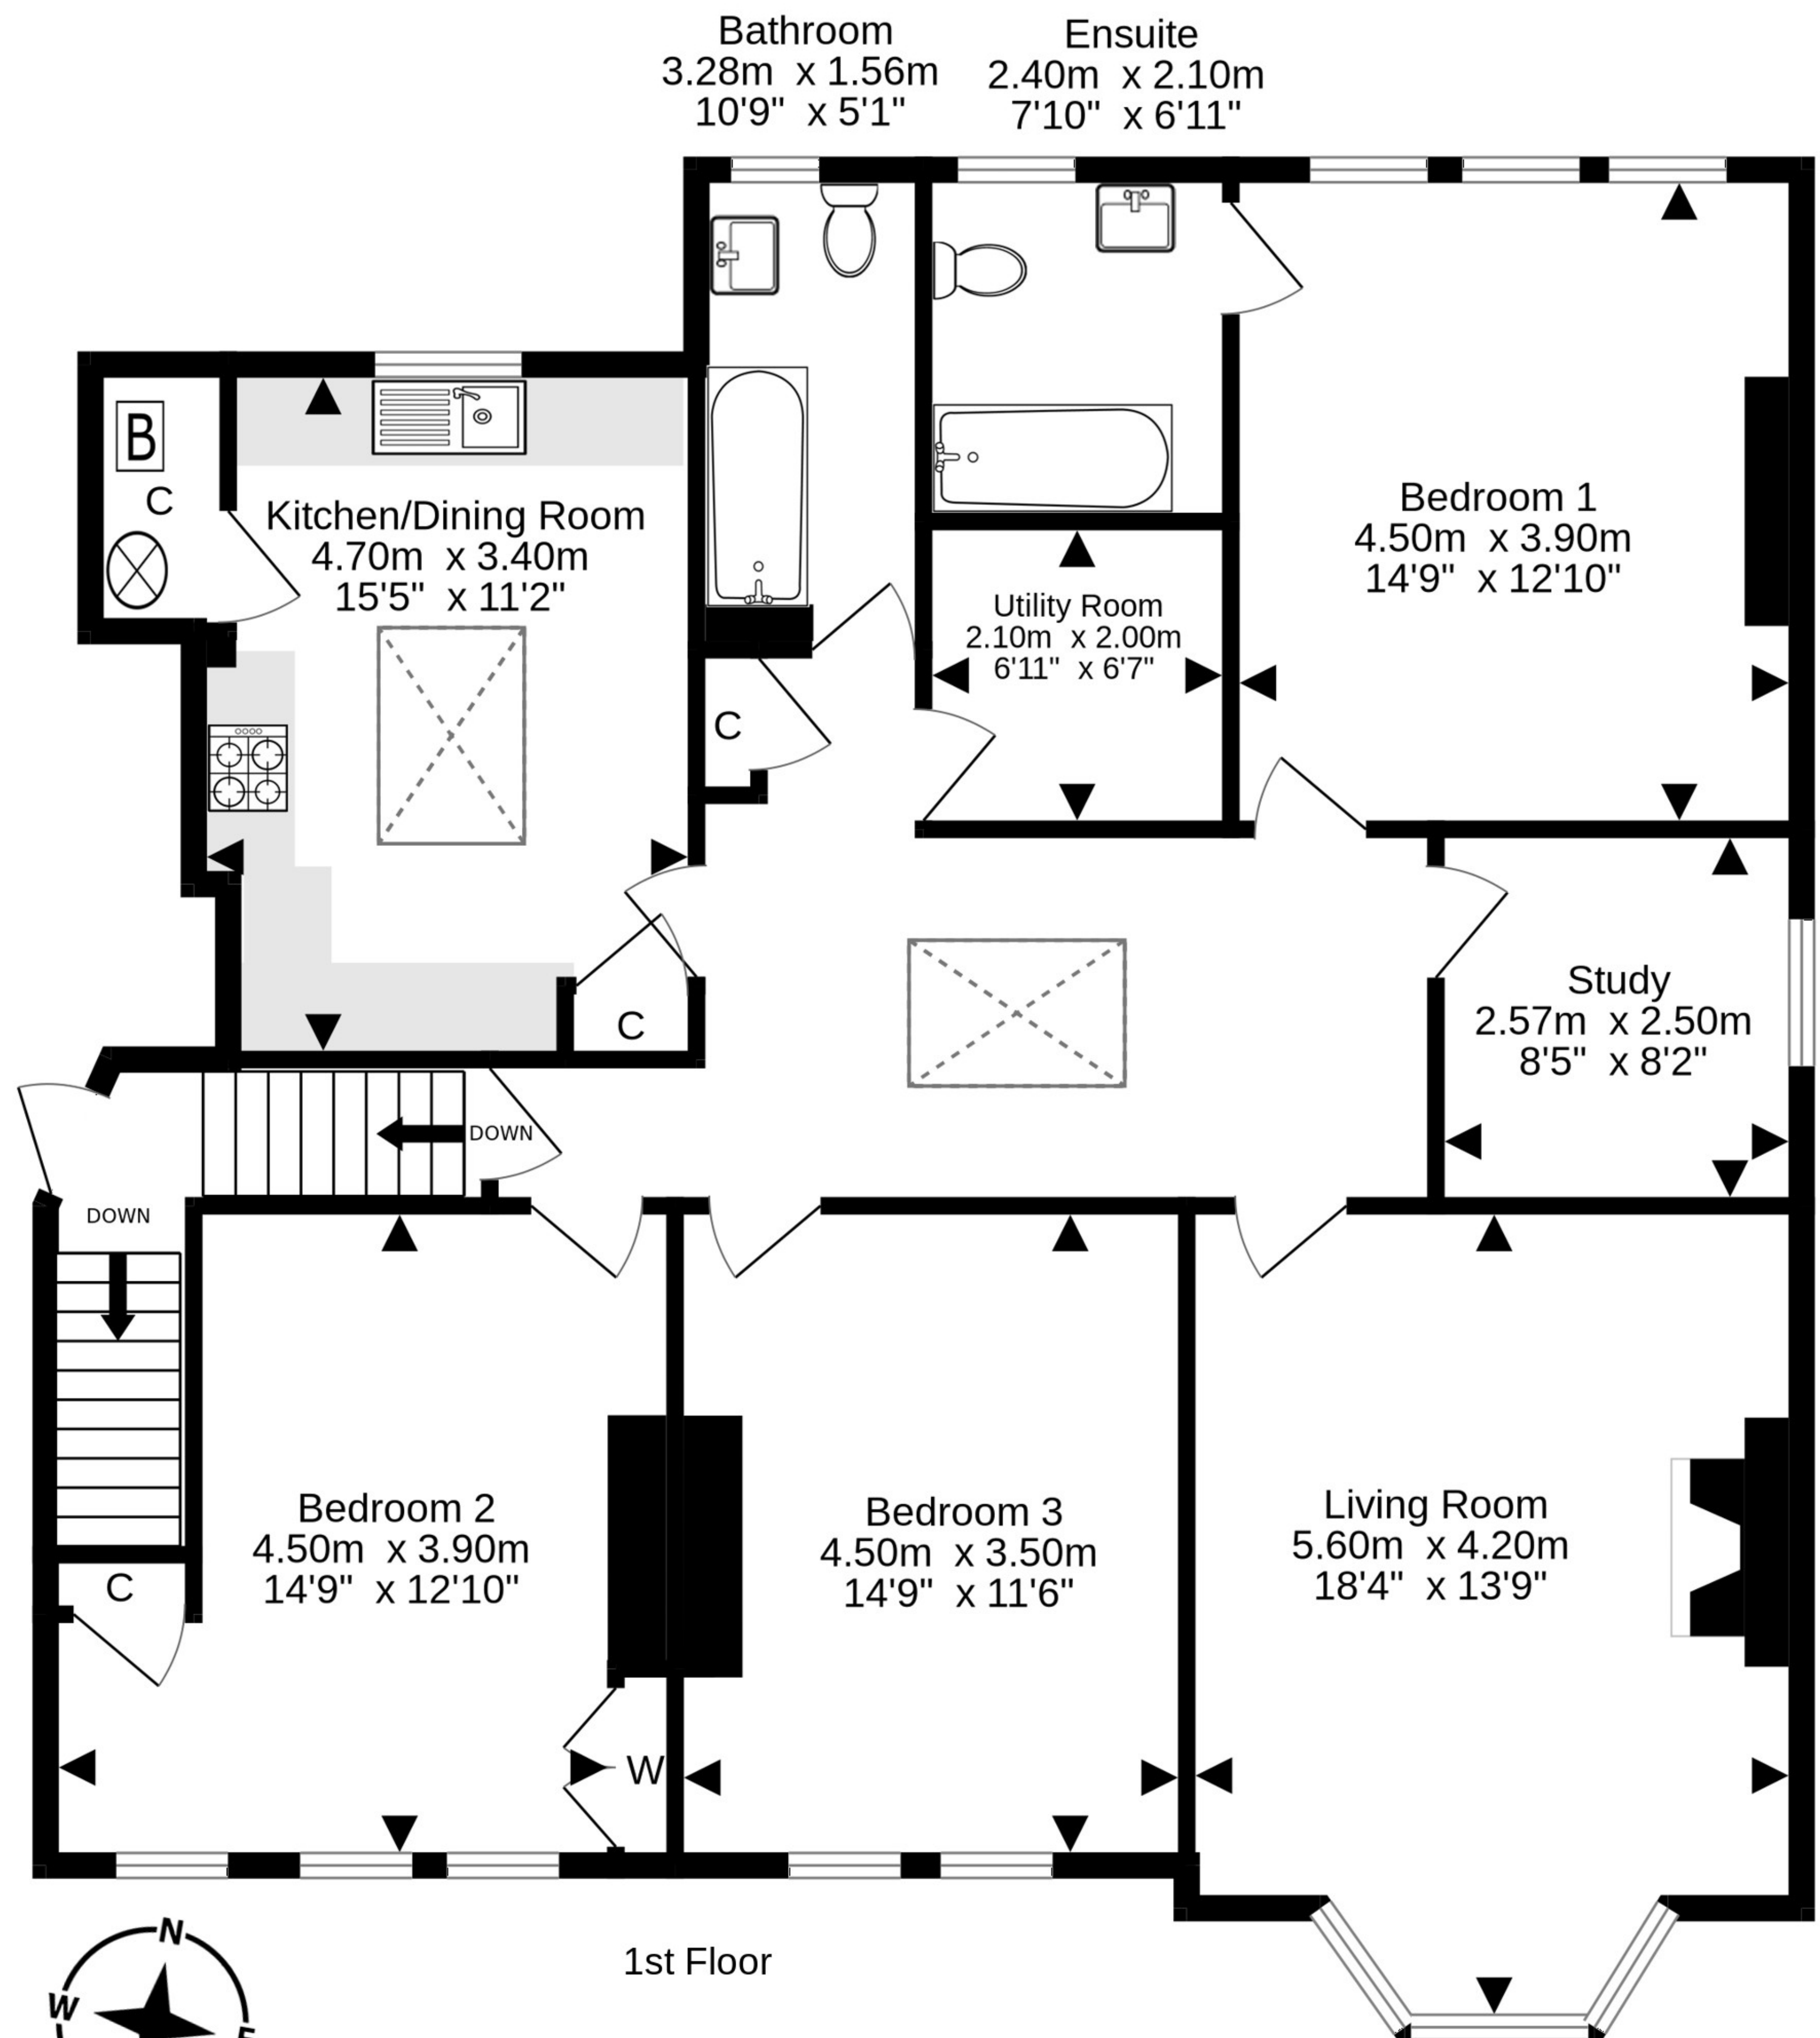 Bathroom
3.28m x 1.56m
10'9" x 5'1"
Ensuite
2.40m x 2.10m
7'10" x 6'11"
B
C
Kitchen/Dining Room
4.70m x 3.40m
15'5" x 11'2"
Bedroom 1
4.50m x 3.90m
14'9" x 12'10"
Utility Room
2.10m x 2.00m
6'11" x 6'7"
C
Study
2.57m x 2.50m
8'5" x 8'2"
C
DOWN
DOWN
Bedroom 2
4.50m x 3.90m
14'9" x 12'10"
Bedroom 3
4.50m x 3.50m
14'9" x 11'6"
Living Room
5.60m x 4.20m
18'4" x 13'9"
C
W
1st Floor
N
W
E